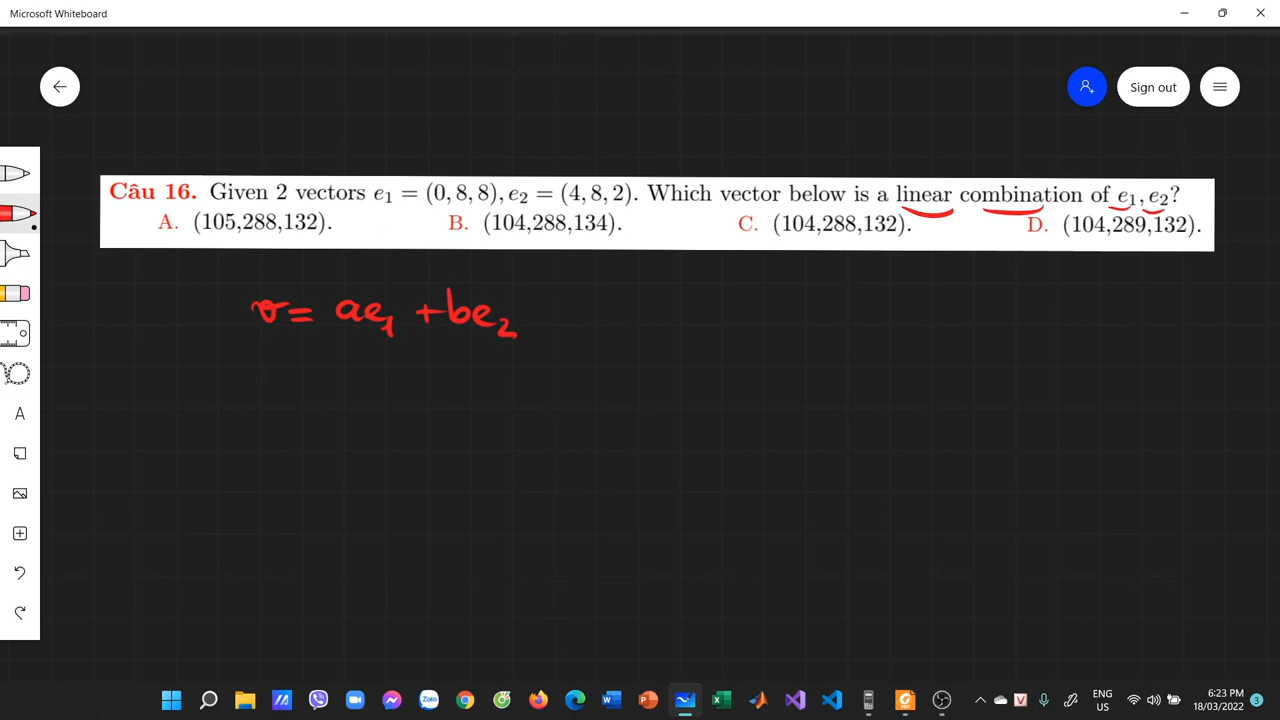 Microsoft Whiteboard
Sign out
Câu 16. Given 2 vectors e₁ = (0, 8, 8), e₂ = (4, 8, 2). Which vector below is a linear combination of e₁, e₂?
A. (105,288,132). B. (104,288,134). C. (104,288,132). D. (104,289,132).
v = ae₁ + be₂
A
Zalo
ENG
US
6:23 PM
18/03/2022
3